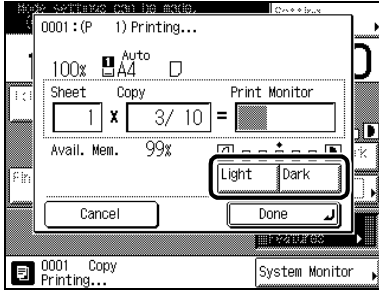 0001:(P 1) Printing...
100% 1 A4 Auto
Sheet Copy Print Monitor
1 X 3/ 10 =
Avail. Mem. 99%
Light Dark
Cancel Done
0001 Copy
Printing...
System Monitor